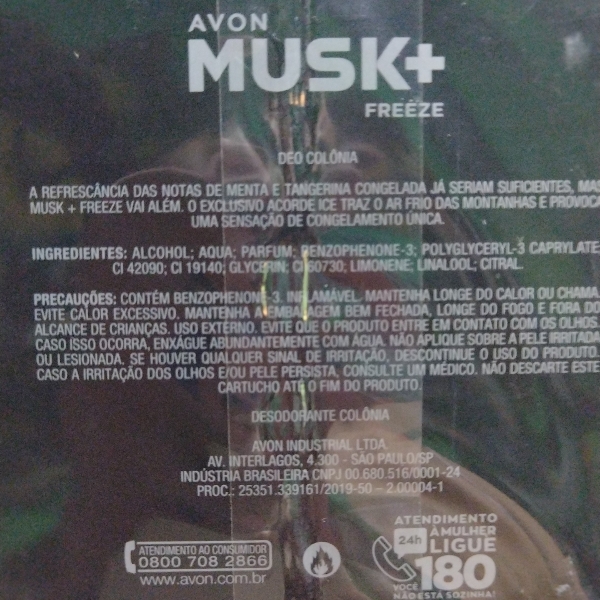 AVON
MUSK+
FREEZE
DEO COLÔNIA
A REFRESCÂNCIA DAS NOTAS DE MENTA E TANGERINA CONGELADA JÁ SERIAM SUFICIENTES, MAS
MUSK + FREEZE VAI ALÉM. O EXCLUSIVO ACORDE ICE TRAZ O AR FRIO DAS MONTANHAS E PROVOCA
UMA SENSAÇÃO DE CONGELAMENTO ÚNICA.
INGREDIENTES: ALCOHOL; AQUA; PARFUM; BENZOPHENONE-3; POLYGLYCERYL-3 CAPRYLATE;
CI 42090; CI 19140; GLYCERIN; CI 60730; LIMONENE; LINALOOL; CITRAL.
PRECAUÇÕES: CONTÉM BENZOPHENONE-3. INFLAMÁVEL. MANTENHA LONGE DO CALOR OU CHAMA.
EVITE CALOR EXCESSIVO. MANTENHA A EMBALAGEM BEM FECHADA, LONGE DO FOGO E FORA DO
ALCANCE DE CRIANÇAS. USO EXTERNO. EVITE QUE O PRODUTO ENTRE EM CONTATO COM OS OLHOS.
CASO ISSO OCORRA, ENXÁGUE ABUNDANTEMENTE COM ÁGUA. NÃO APLIQUE SOBRE A PELE IRRITADA
OU LESIONADA. SE HOUVER QUALQUER SINAL DE IRRITAÇÃO, DESCONTINUE O USO DO PRODUTO.
CASO A IRRITAÇÃO DOS OLHOS E/OU PELE PERSISTA, CONSULTE UM MÉDICO. NÃO DESCARTE ESTE
CARTUCHO ATÉ O FIM DO PRODUTO.
DESODORANTE COLÔNIA
AVON INDUSTRIAL LTDA.
AV. INTERLAGOS, 4.300 - SÃO PAULO/SP
INDÚSTRIA BRASILEIRA CNPJ 00.680.516/0001-24
PROC.: 25351.339161/2019-50 – 2.00004-1
ATENDIMENTO AO CONSUMIDOR
0800 708 2866
www.avon.com.br
ATENDIMENTO
À MULHER
24h
LIGUE
180
VOCÊ
NÃO ESTÁ SOZINHA!